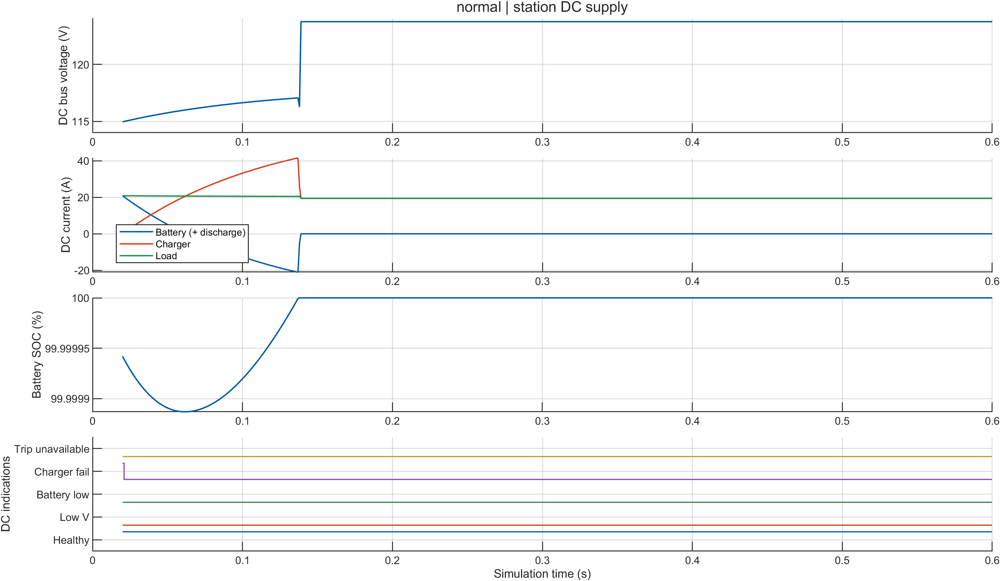 normal | station DC supply
DC bus voltage (V)
120
115
0 0.1 0.2 0.3 0.4 0.5 0.6
DC current (A)
40
20
0
-20
Battery (+ discharge)
Charger
Load
0 0.1 0.2 0.3 0.4 0.5 0.6
Battery SOC (%)
100
99.99995
99.9999
0 0.1 0.2 0.3 0.4 0.5 0.6
DC indications
Trip unavailable
Charger fail
Battery low
Low V
Healthy
0 0.1 0.2 0.3 0.4 0.5 0.6
Simulation time (s)